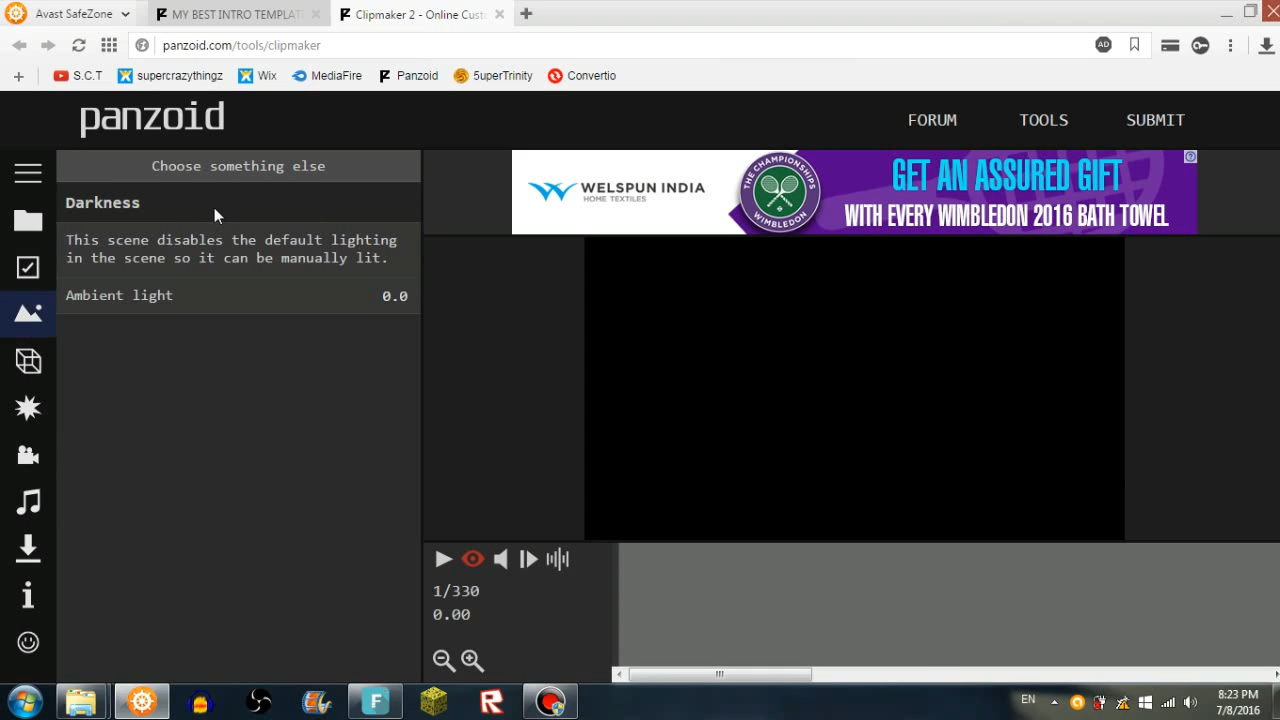 Avast SafeZone
MY BEST INTRO TEMPLAT
Clipmaker 2 - Online Cust
panzoid.com/tools/clipmaker
AD
S.C.T
supercrazythingz
Wix
MediaFire
Panzoid
5uperTrinity
Convertio
panzoid
FORUM
TOOLS
SUBMIT
Choose something else
Darkness
This scene disables the default lighting
in the scene so it can be manually lit.
Ambient light 0.0
WELSPUN INDIA
HOME TEXTILES
THE CHAMPIONSHIPS
WIMBLEDON
GET AN ASSURED GIFT
WITH EVERY WIMBLEDON 2016 BATH TOWEL
1/330
0.00
EN
8:23 PM
7/8/2016